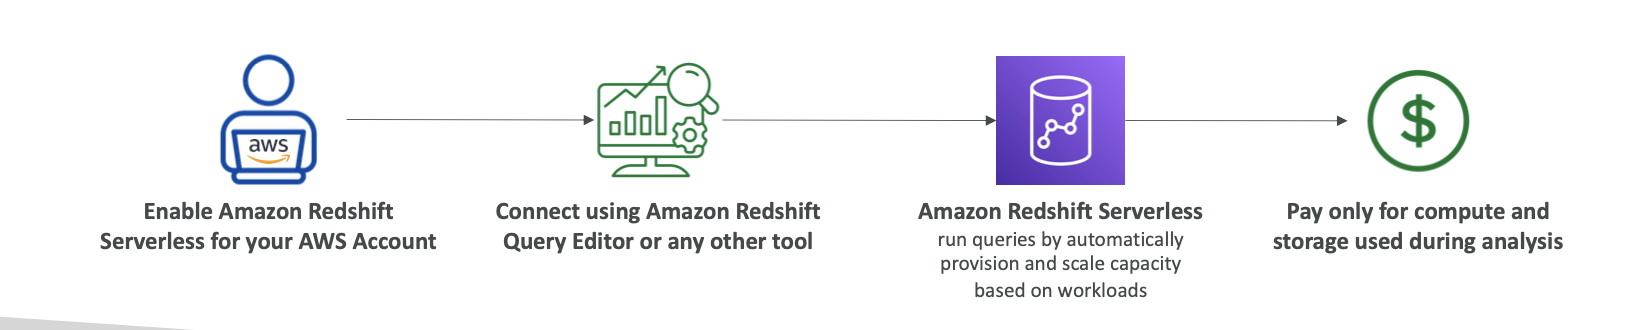 aws
Enable Amazon Redshift
Serverless for your AWS Account
Connect using Amazon Redshift
Query Editor or any other tool
Amazon Redshift Serverless
run queries by automatically
provision and scale capacity
based on workloads
$
Pay only for compute and
storage used during analysis